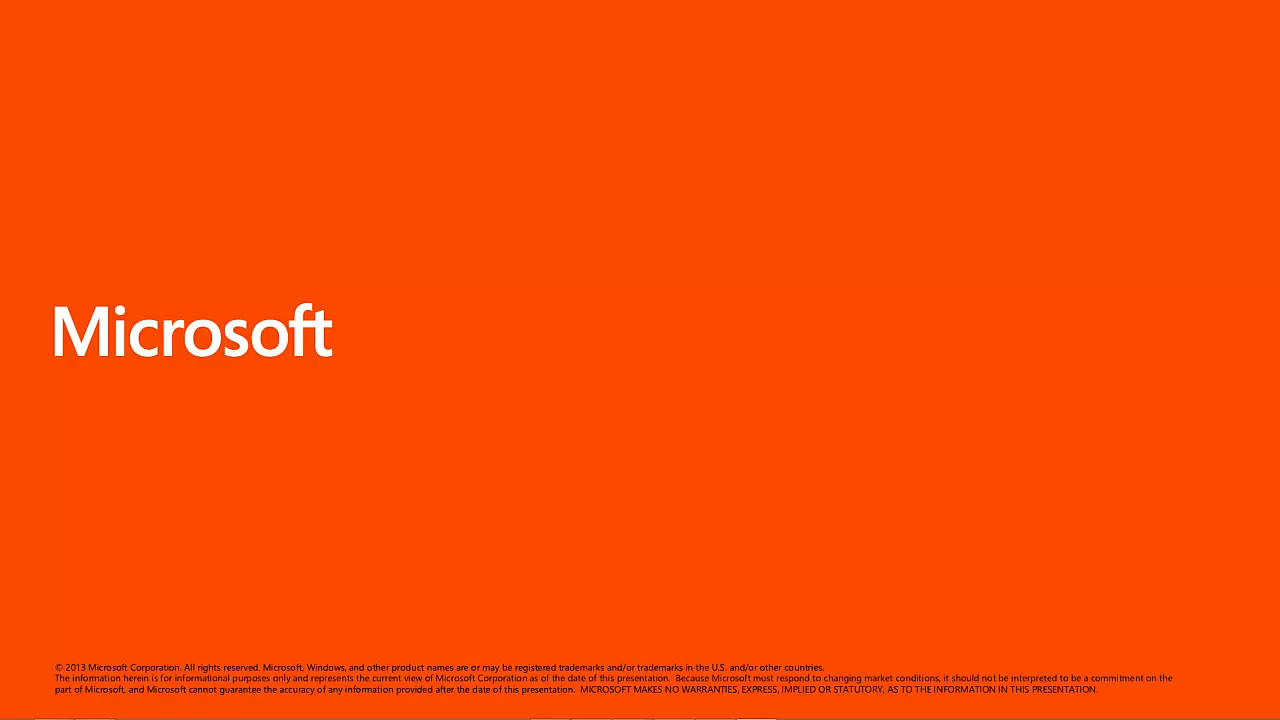 Microsoft
© 2013 Microsoft Corporation. All rights reserved. Microsoft, Windows, and other product names are or may be registered trademarks and/or trademarks in the U.S. and/or other countries.
The information herein is for informational purposes only and represents the current view of Microsoft Corporation as of the date of this presentation.  Because Microsoft must respond to changing market conditions, it should not be interpreted to be a commitment on the
part of Microsoft, and Microsoft cannot guarantee the accuracy of any information provided after the date of this presentation.  MICROSOFT MAKES NO WARRANTIES, EXPRESS, IMPLIED OR STATUTORY, AS TO THE INFORMATION IN THIS PRESENTATION.